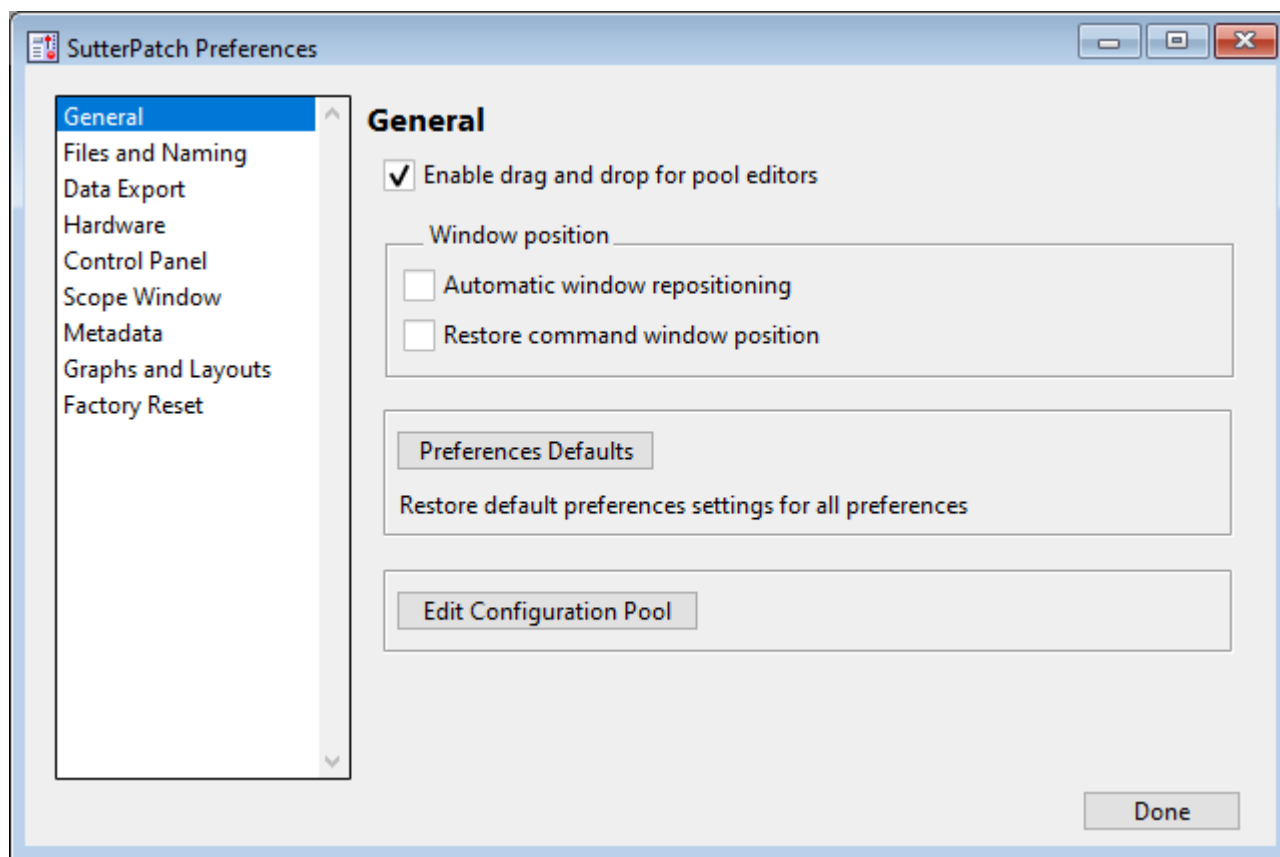 SutterPatch Preferences
General
Files and Naming
Data Export
Hardware
Control Panel
Scope Window
Metadata
Graphs and Layouts
Factory Reset
General
Enable drag and drop for pool editors
Window position
Automatic window repositioning
Restore command window position
Preferences Defaults
Restore default preferences settings for all preferences
Edit Configuration Pool
Done